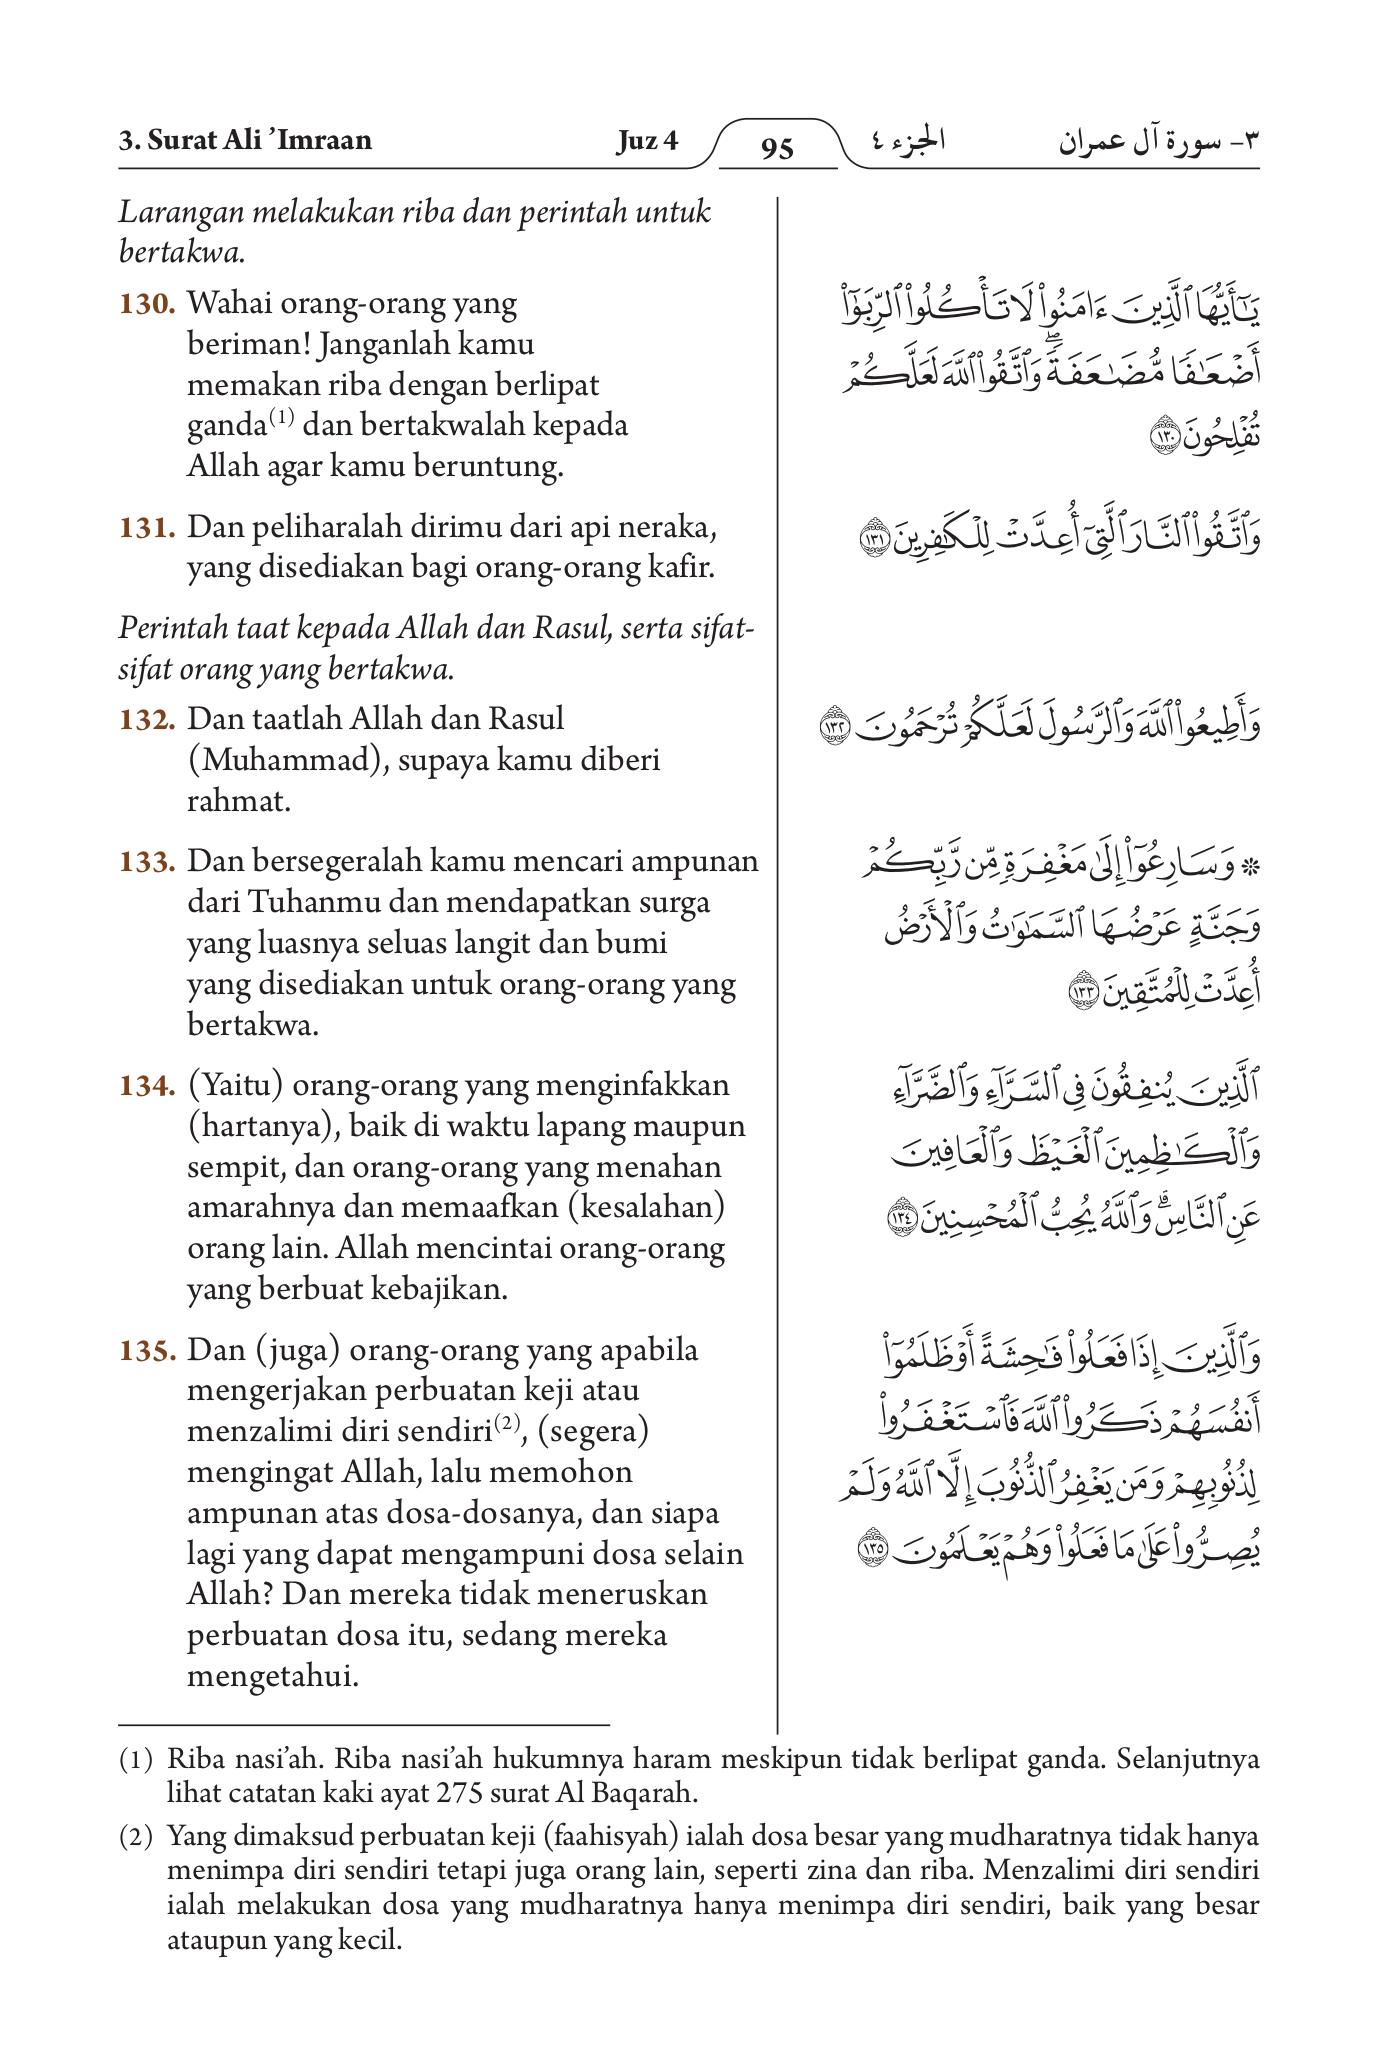 3. Surat Ali ’Imraan
Juz 4
95
الجزء ٤
٣- سورة آل عمران
Larangan melakukan riba dan perintah untuk
bertakwa.
130. Wahai orang-orang yang
beriman! Janganlah kamu
memakan riba dengan berlipat
ganda(1) dan bertakwalah kepada
Allah agar kamu beruntung.
131. Dan peliharalah dirimu dari api neraka,
yang disediakan bagi orang-orang kafir.
Perintah taat kepada Allah dan Rasul, serta sifat-
sifat orang yang bertakwa.
132. Dan taatlah Allah dan Rasul
(Muhammad), supaya kamu diberi
rahmat.
133. Dan bersegeralah kamu mencari ampunan
dari Tuhanmu dan mendapatkan surga
yang luasnya seluas langit dan bumi
yang disediakan untuk orang-orang yang
bertakwa.
134. (Yaitu) orang-orang yang menginfakkan
(hartanya), baik di waktu lapang maupun
sempit, dan orang-orang yang menahan
amarahnya dan memaafkan (kesalahan)
orang lain. Allah mencintai orang-orang
yang berbuat kebajikan.
135. Dan (juga) orang-orang yang apabila
mengerjakan perbuatan keji atau
menzalimi diri sendiri(2), (segera)
mengingat Allah, lalu memohon
ampunan atas dosa-dosanya, dan siapa
lagi yang dapat mengampuni dosa selain
Allah? Dan mereka tidak meneruskan
perbuatan dosa itu, sedang mereka
mengetahui.
يَـٰٓأَيُّهَا ٱلَّذِينَ ءَامَنُوا۟ لَا تَأْكُلُوا۟ ٱلرِّبَوٰٓا۟
أَضْعَـٰفًا مُّضَـٰعَفَةً ۖ وَٱتَّقُوا۟ ٱللَّهَ لَعَلَّكُمْ
تُفْلِحُونَ ١٣٠
وَٱتَّقُوا۟ ٱلنَّارَ ٱلَّتِىٓ أُعِدَّتْ لِلْكَـٰفِرِينَ ١٣١
وَأَطِيعُوا۟ ٱللَّهَ وَٱلرَّسُولَ لَعَلَّكُمْ تُرْحَمُونَ ١٣٢
۞ وَسَارِعُوٓا۟ إِلَىٰ مَغْفِرَةٍ مِّن رَّبِّكُمْ
وَجَنَّةٍ عَرْضُهَا ٱلسَّمَـٰوَٰتُ وَٱلْأَرْضُ
أُعِدَّتْ لِلْمُتَّقِينَ ١٣٣
ٱلَّذِينَ يُنفِقُونَ فِى ٱلسَّرَّآءِ وَٱلضَّرَّآءِ
وَٱلْكَـٰظِمِينَ ٱلْغَيْظَ وَٱلْعَافِينَ
عَنِ ٱلنَّاسِ ۗ وَٱللَّهُ يُحِبُّ ٱلْمُحْسِنِينَ ١٣٤
وَٱلَّذِينَ إِذَا فَعَلُوا۟ فَـٰحِشَةً أَوْ ظَلَمُوٓا۟
أَنفُسَهُمْ ذَكَرُوا۟ ٱللَّهَ فَٱسْتَغْفَرُوا۟
لِذُنُوبِهِمْ وَمَن يَغْفِرُ ٱلذُّنُوبَ إِلَّا ٱللَّهُ وَلَمْ
يُصِرُّوا۟ عَلَىٰ مَا فَعَلُوا۟ وَهُمْ يَعْلَمُونَ ١٣٥
(1) Riba nasi’ah. Riba nasi’ah hukumnya haram meskipun tidak berlipat ganda. Selanjutnya
lihat catatan kaki ayat 275 surat Al Baqarah.
(2) Yang dimaksud perbuatan keji (faahisyah) ialah dosa besar yang mudharatnya tidak hanya
menimpa diri sendiri tetapi juga orang lain, seperti zina dan riba. Menzalimi diri sendiri
ialah melakukan dosa yang mudharatnya hanya menimpa diri sendiri, baik yang besar
ataupun yang kecil.